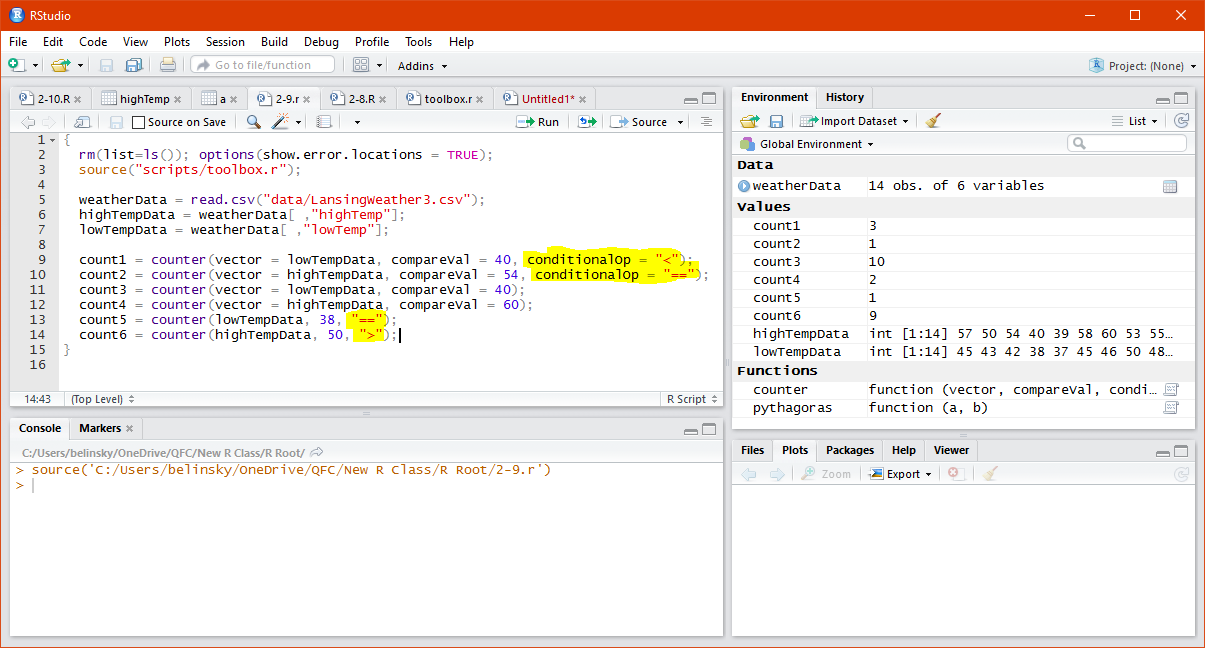 RStudio
File Edit Code View Plots Session Build Debug Profile Tools Help
Go to file/function Addins Project: (None)
2-10.R highTemp a 2-9.r 2-8.R toolbox.r Untitled1*
Source on Save Run Source
1 {
2 rm(list=ls()); options(show.error.locations = TRUE);
3 source("scripts/toolbox.r");
4
5 weatherData = read.csv("data/LansingWeather3.csv");
6 highTempData = weatherData[ ,"highTemp"];
7 lowTempData = weatherData[ ,"lowTemp"];
8
9 count1 = counter(vector = lowTempData, compareVal = 40, conditionalOp = "<");
10 count2 = counter(vector = highTempData, compareVal = 54, conditionalOp = "==");
11 count3 = counter(vector = lowTempData, compareVal = 40);
12 count4 = counter(vector = highTempData, compareVal = 60);
13 count5 = counter(lowTempData, 38, "==");
14 count6 = counter(highTempData, 50, ">");
15 }
16
14:43 (Top Level) R Script
Console Markers
C:/Users/belinsky/OneDrive/QFC/New R Class/R Root/
> source('C:/Users/belinsky/OneDrive/QFC/New R Class/R Root/2-9.r')
>
Environment History
Import Dataset List
Global Environment
Data
weatherData 14 obs. of 6 variables
Values
count1 3
count2 1
count3 10
count4 2
count5 1
count6 9
highTempData int [1:14] 57 50 54 40 39 58 60 53 55…
lowTempData int [1:14] 45 43 42 38 37 45 46 50 48…
Functions
counter function (vector, compareVal, condi…
pythagoras function (a, b)
Files Plots Packages Help Viewer
Zoom Export